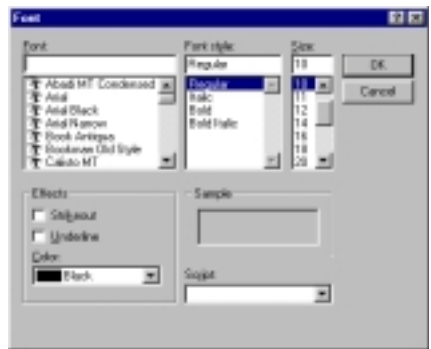 Font
Font:
Font style:
Size:
Regular
10
OK
Cancel
Abadi MT Condensed
Arial
Arial Black
Arial Narrow
Book Antiqua
Bookman Old Style
Calisto MT
Regular
Italic
Bold
Bold Italic
10
11
12
14
16
18
20
Effects
Strikeout
Underline
Color:
Black
Sample
Script: